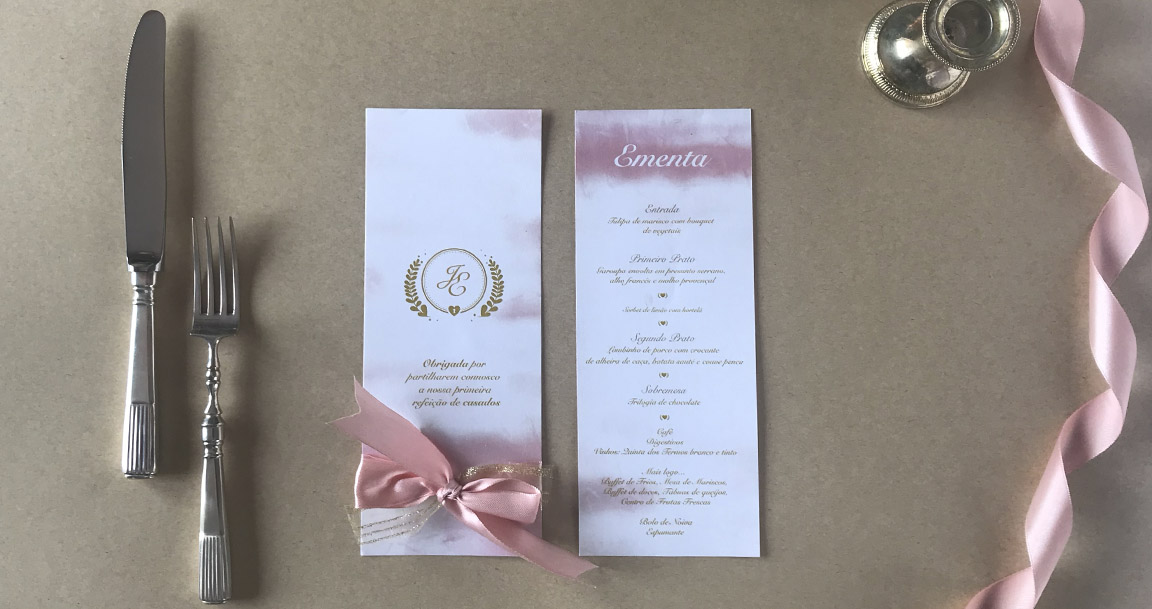 JE
Obrigada por
partilharem connosco
a nossa primeira
refeição de casados
Ementa
Entrada
Tulipa de marisco com bouquet
de vegetais
Primeiro Prato
Garoupa envolta em presunto serrano,
alho francês e molho provençal
Sorbet de limão com hortelã
Segundo Prato
Lombinho de porco com crocante
de alheira de caça, batata sauté e couve penca
Sobremesa
Trilogia de chocolate
Café
Digestivos
Vinhos: Quinta dos Termos branco e tinto
Mais logo...
Buffet de Frios, Mesa de Mariscos,
Buffet de doces, Tábuas de queijos,
Centro de Frutas Frescas
Bolo de Noiva
Espumante